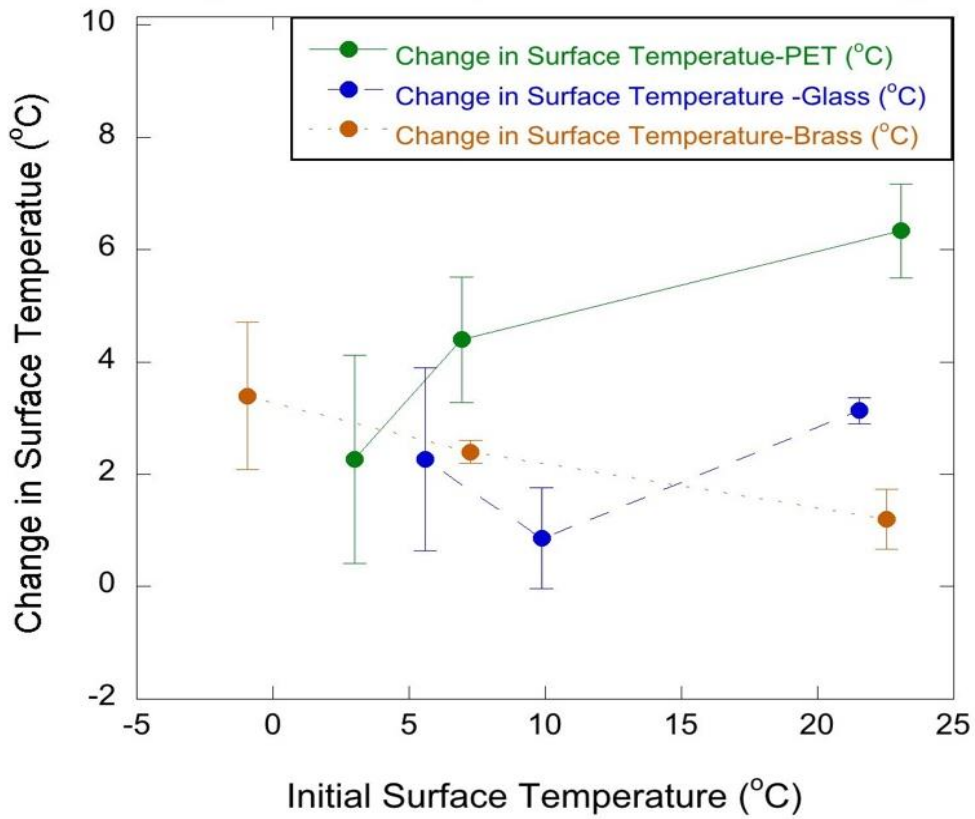 10
8
6
4
2
0
-2
-5 0 5 10 15 20 25
Change in Surface Temperatue (°C)
Change in Surface Temperatue-PET (°C)
Change in Surface Temperature -Glass (°C)
Change in Surface Temperature-Brass (°C)
Initial Surface Temperature (°C)